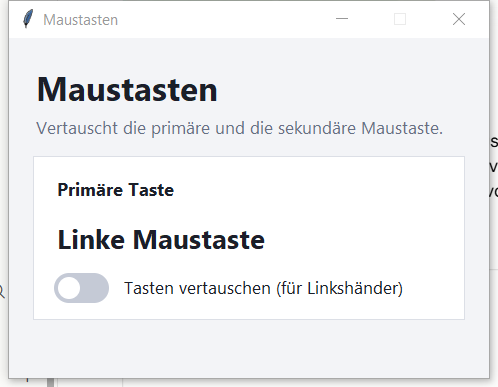 Maustasten
Maustasten
Vertauscht die primäre und die sekundäre Maustaste.
Primäre Taste
Linke Maustaste
Tasten vertauschen (für Linkshänder)